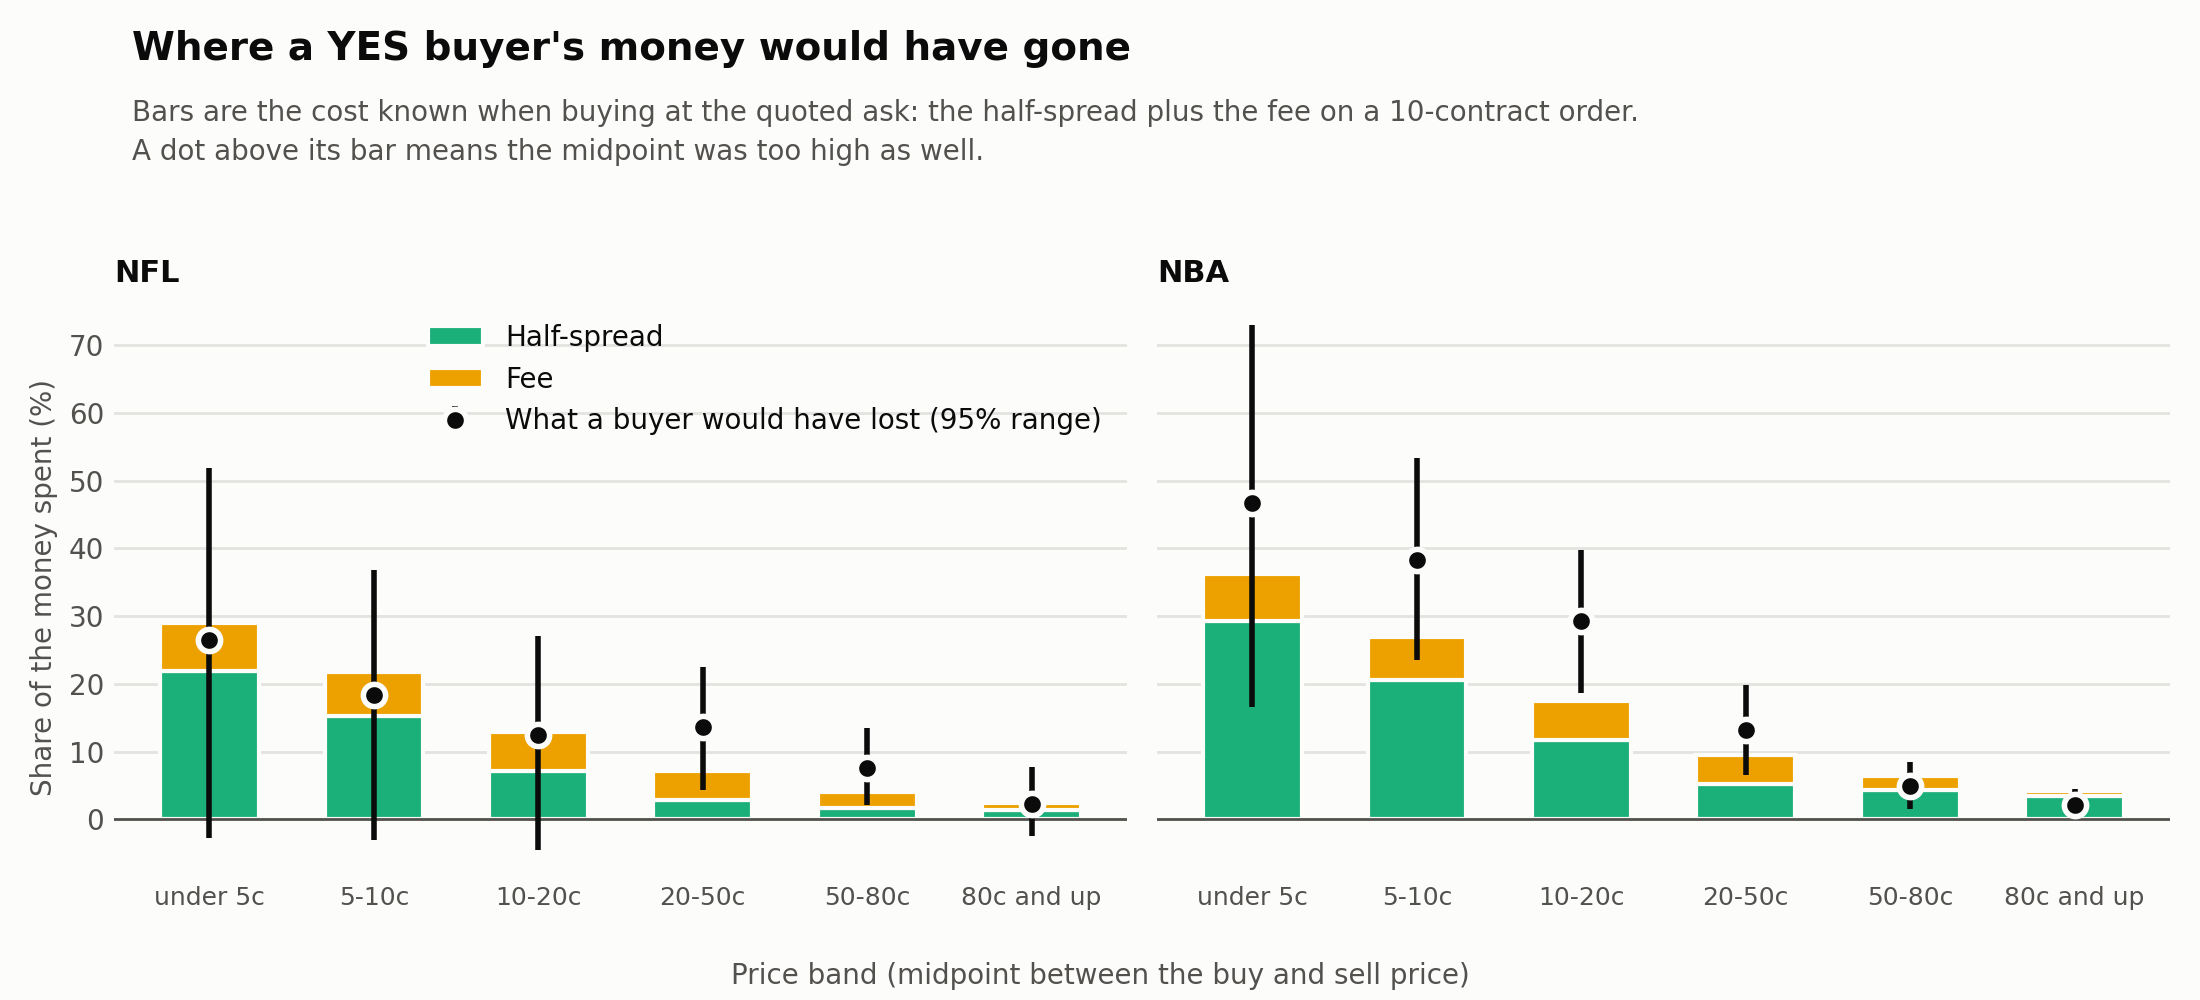 Where a YES buyer's money would have gone
Bars are the cost known when buying at the quoted ask: the half-spread plus the fee on a 10-contract order.
A dot above its bar means the midpoint was too high as well.
NFL
NBA
Half-spread
Fee
What a buyer would have lost (95% range)
Share of the money spent (%)
70
60
50
40
30
20
10
0
under 5c
5-10c
10-20c
20-50c
50-80c
80c and up
under 5c
5-10c
10-20c
20-50c
50-80c
80c and up
Price band (midpoint between the buy and sell price)